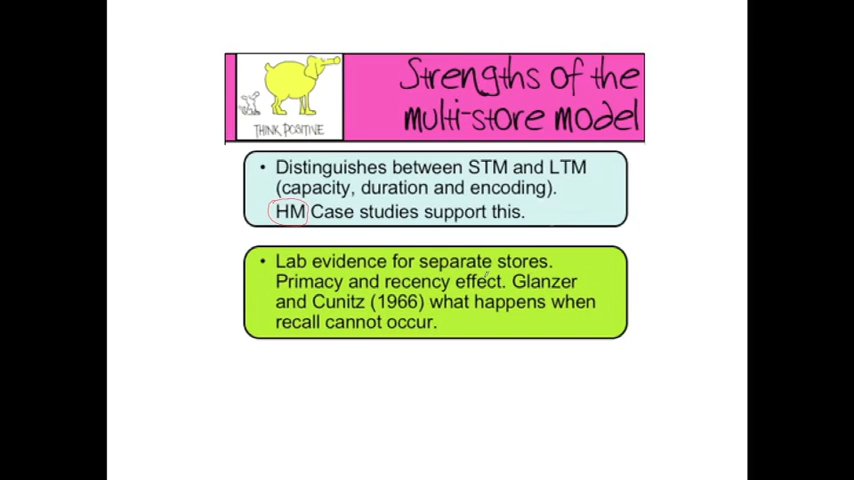 Strengths of the
multi-store model
THINK POSITIVE
• Distinguishes between STM and LTM
(capacity, duration and encoding).
HM Case studies support this.
• Lab evidence for separate stores.
Primacy and recency effect. Glanzer
and Cunitz (1966) what happens when
recall cannot occur.